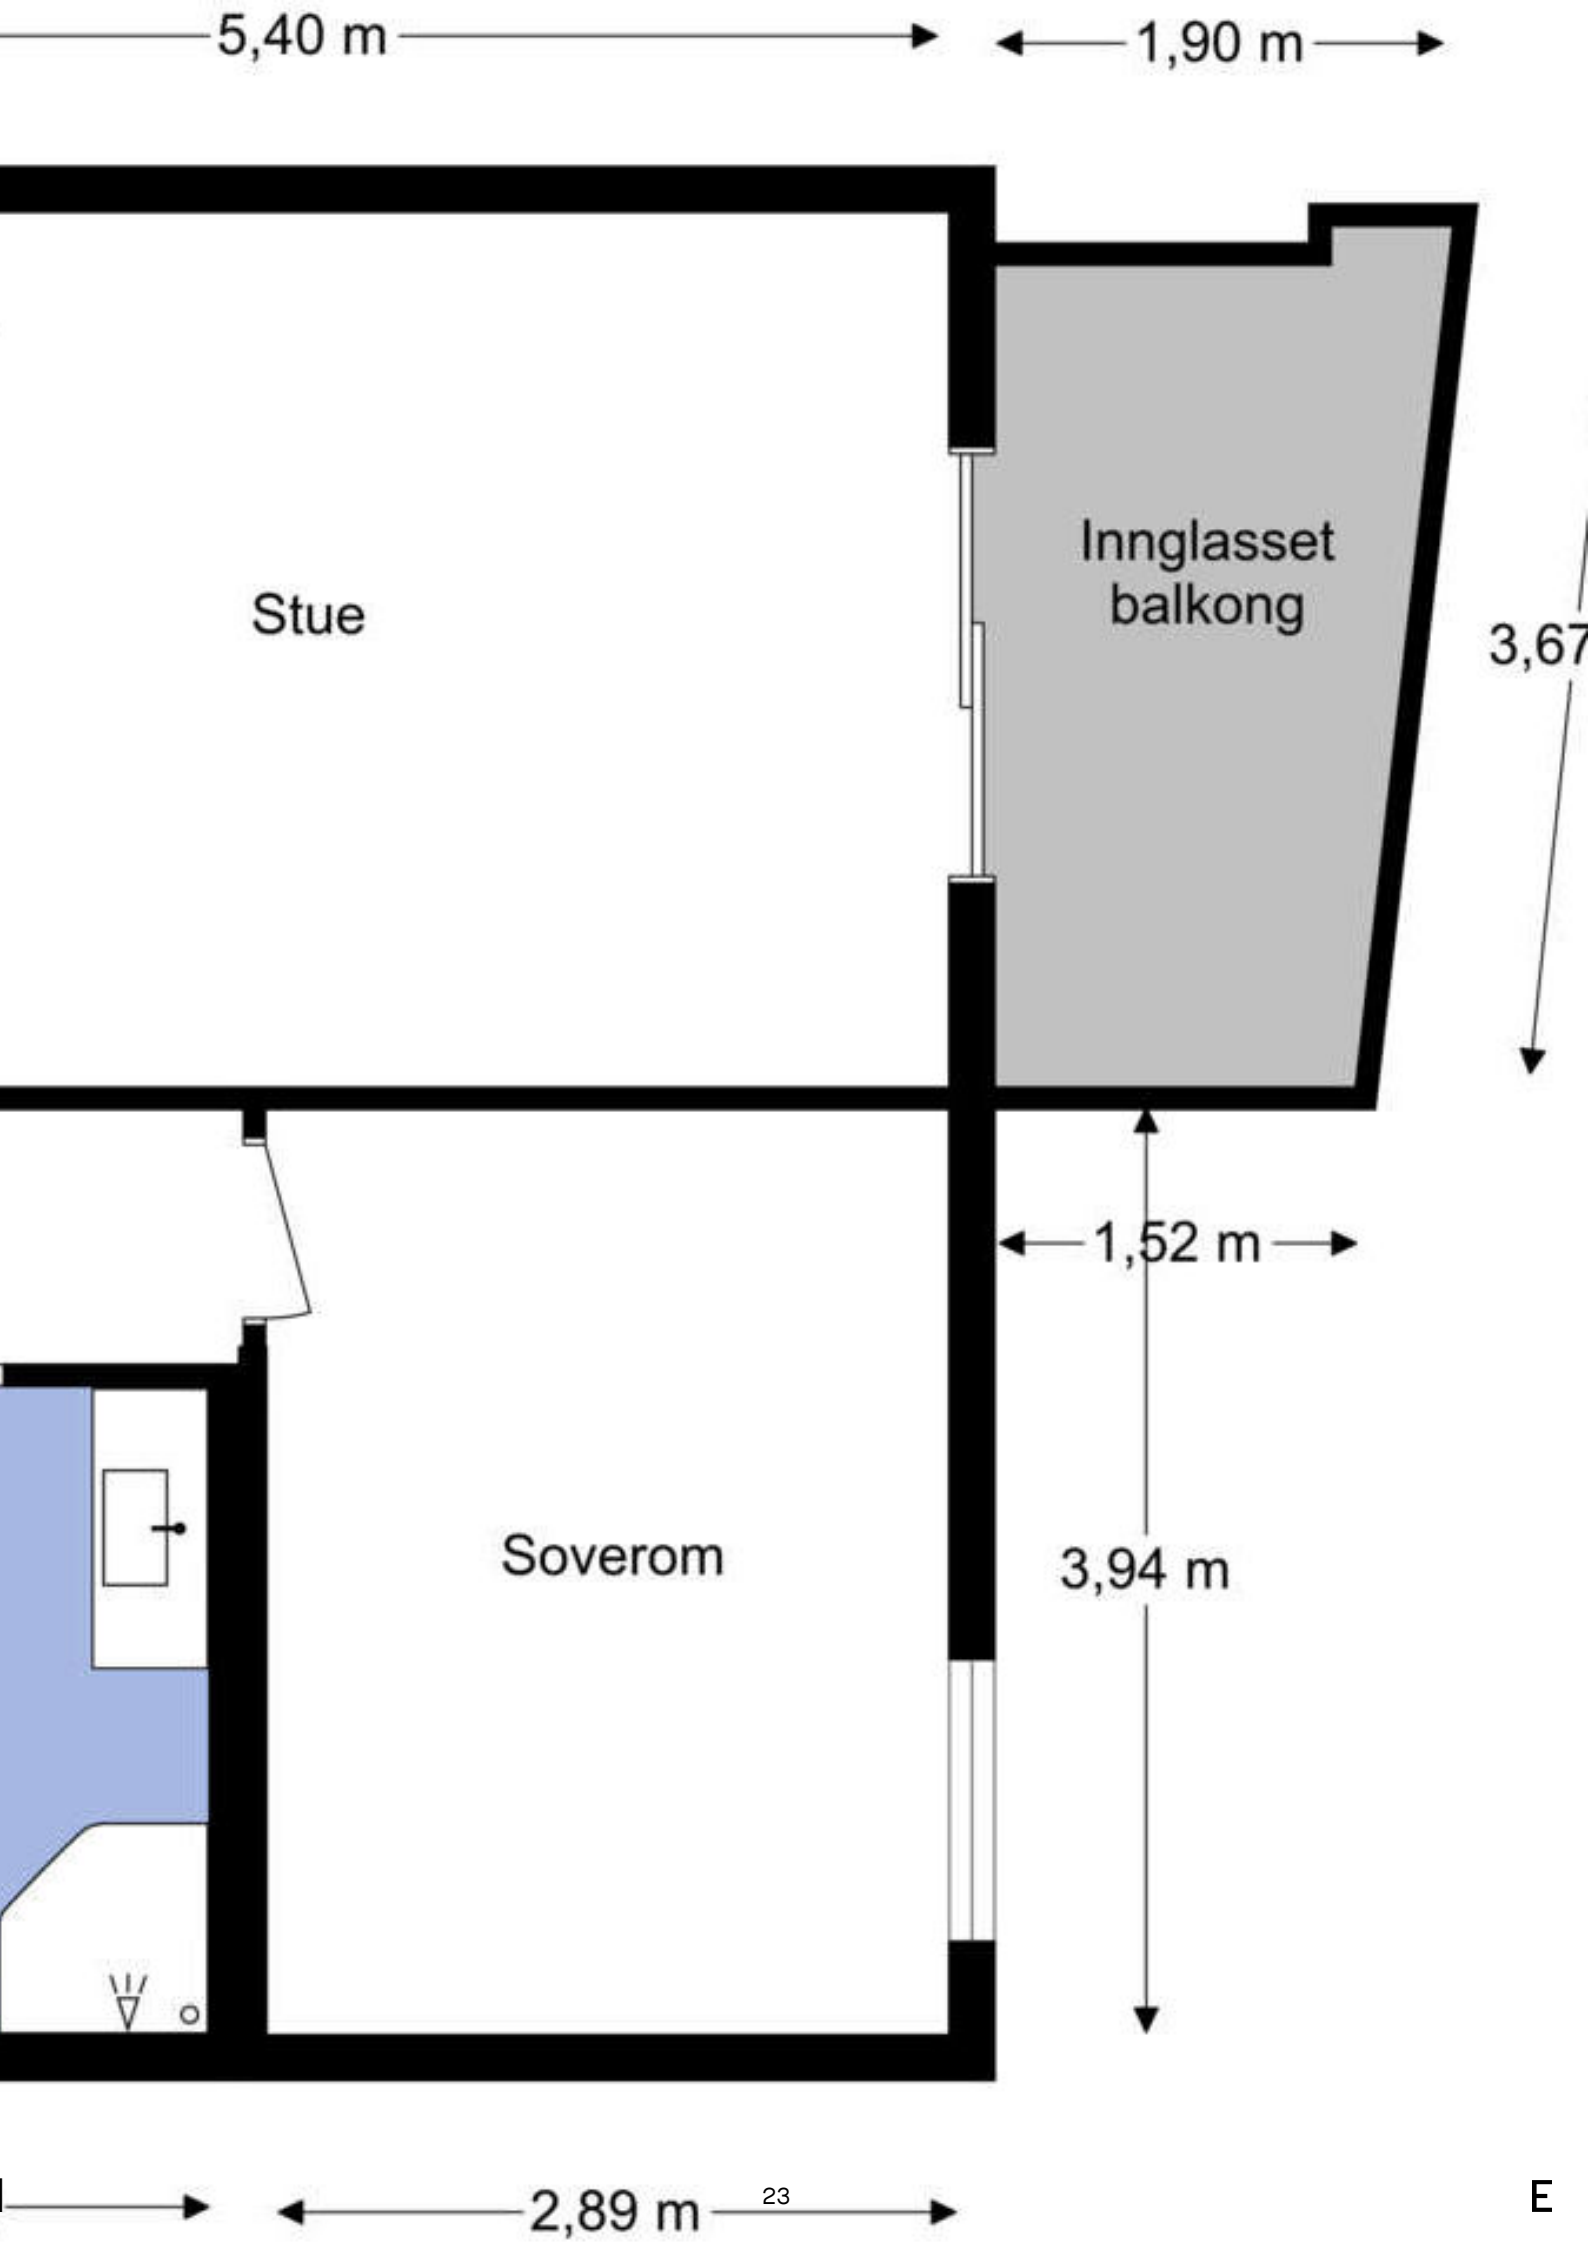 5,40 m
1,90 m
Innglasset
balkong
Stue
3,67
1,52 m
Soverom
3,94 m
2,89 m
23
E